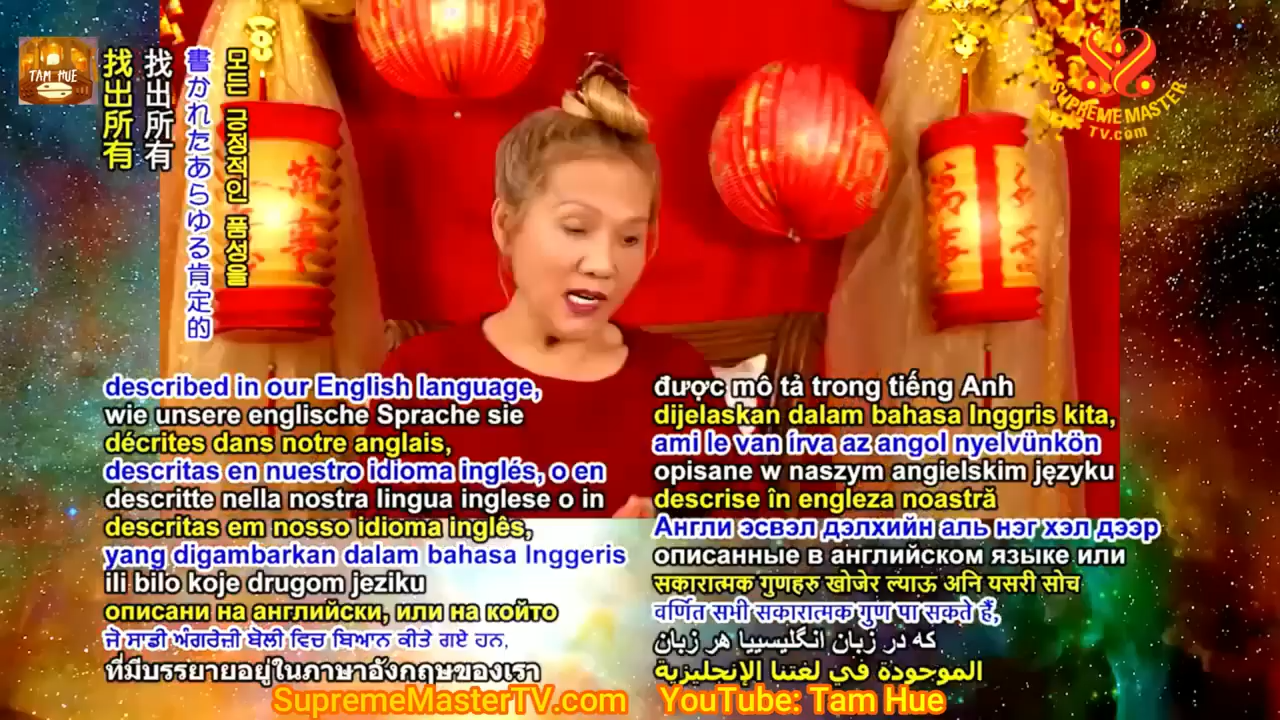 TAM HUE
找出所有
找出所有
書かれたあらゆる肯定的
모든 긍정적인 품성을
SUPREME MASTER
TV.com
described in our English language,
wie unsere englische Sprache sie
décrites dans notre anglais,
descritas en nuestro idioma inglés, o en
descritte nella nostra lingua inglese o in
descritas em nosso idioma inglês,
yang digambarkan dalam bahasa Inggeris
ili bilo koje drugom jeziku
описани на английски, или на който
ਜੋ ਸਾਡੀ ਅੰਗਰੇਜ਼ੀ ਬੋਲੀ ਵਿਚ ਬਿਆਨ ਕੀਤੇ ਗਏ ਹਨ,
ที่มีบรรยายอยู่ในภาษาอังกฤษของเรา
được mô tả trong tiếng Anh
dijelaskan dalam bahasa Inggris kita,
ami le van írva az angol nyelvünkön
opisane w naszym angielskim języku
descrise în engleza noastră
Англи эсвэл дэлхийн аль нэг хэл дээр
описанные в английском языке или
सकारात्मक गुणहरु खोजेर ल्याऊ अनि यसरी सोच
वर्णित सभी सकारात्मक गुण पा सकते हैं,
که در زبان انگلیسییا هر زبان
الموجودة في لغتنا الإنجليزية
SupremeMasterTV.com YouTube: Tam Hue